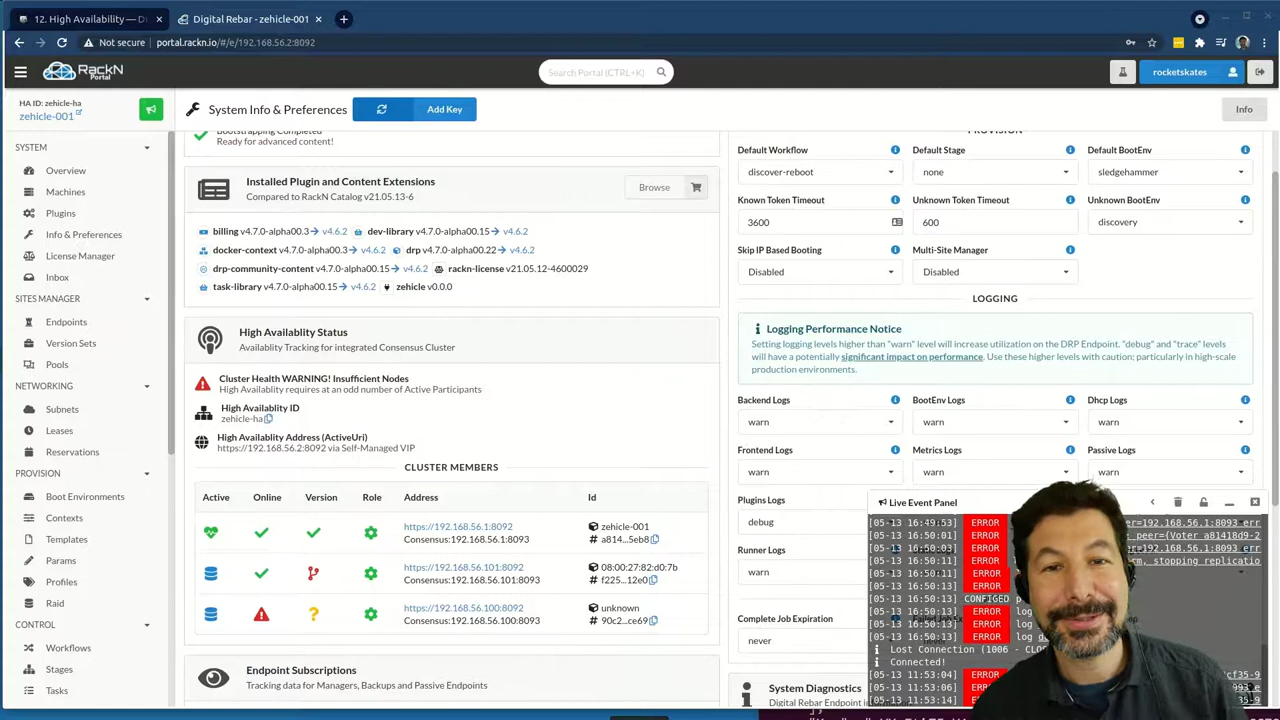 12. High Availability — D
Digital Rebar - zehicle-001
Not secure
portal.rackn.io/#/e/192.168.56.2:8092
RackN
Portal
Search Portal (CTRL+K)
rocketskates
HA ID: zehicle-ha
zehicle-001
System Info & Preferences
Add Key
Info
SYSTEM
Overview
Machines
Plugins
Info & Preferences
License Manager
Inbox
SITES MANAGER
Endpoints
Version Sets
Pools
NETWORKING
Subnets
Leases
Reservations
PROVISION
Boot Environments
Contexts
Templates
Params
Profiles
Raid
CONTROL
Workflows
Stages
Tasks
Bootstrapping Completed
Ready for advanced content!
Installed Plugin and Content Extensions
Compared to RackN Catalog v21.05.13-6
Browse
billing v4.7.0-alpha00.3 → v4.6.2 dev-library v4.7.0-alpha00.15 → v4.6.2
docker-context v4.7.0-alpha00.3 → v4.6.2 drp v4.7.0-alpha00.22 → v4.6.2
drp-community-content v4.7.0-alpha00.15 → v4.6.2 rackn-license v21.05.12-4600029
task-library v4.7.0-alpha00.15 → v4.6.2 zehicle v0.0.0
High Availablity Status
Availablity Tracking for integrated Consensus Cluster
Cluster Health WARNING! Insufficient Nodes
High Availablity requires at an odd number of Active Participants
High Availablity ID
zehicle-ha
High Availablity Address (ActiveUri)
https://192.168.56.2:8092 via Self-Managed VIP
CLUSTER MEMBERS
Active Online Version Role Address Id
https://192.168.56.1:8092 zehicle-001
Consensus:192.168.56.1:8093 # a814...5eb8
https://192.168.56.101:8092 08:00:27:82:d0:7b
Consensus:192.168.56.101:8093 # f225...12e0
https://192.168.56.100:8092 unknown
Consensus:192.168.56.100:8093 # 90c2...ce69
Endpoint Subscriptions
Tracking data for Managers, Backups and Passive Endpoints
PROVISION
Default Workflow Default Stage Default BootEnv
discover-reboot none sledgehammer
Known Token Timeout Unknown Token Timeout Unknown BootEnv
3600 600 discovery
Skip IP Based Booting Multi-Site Manager
Disabled Disabled
LOGGING
Logging Performance Notice
Setting logging levels higher than "warn" level will increase utilization on the DRP Endpoint. "debug" and "trace" levels
will have a potentially significant impact on performance. Use these higher levels with caution; particularly in high-scale
production environments.
Backend Logs BootEnv Logs Dhcp Logs
warn warn warn
Frontend Logs Metrics Logs Passive Logs
warn warn warn
Plugins Logs
debug
Runner Logs
warn
Complete Job Expiration
never
System Diagnostics
Digital Rebar Endpoint
Live Event Panel
[05-13 16:49:53] ERROR
[05-13 16:50:01] ERROR
[05-13 16:50:03] ERROR
[05-13 16:50:11] ERROR
[05-13 16:50:13] ERROR
[05-13 16:50:13] ERROR
[05-13 16:50:13] CONFIGED
[05-13 16:50:13] ERROR log
[05-13 16:50:13] ERROR log
[05-13 16:50:13] ERROR log
Lost Connection (1006 - CLOS
Connected!
[05-13 11:53:04] ERROR
[05-13 11:53:06] ERROR
[05-13 11:53:14] ERROR